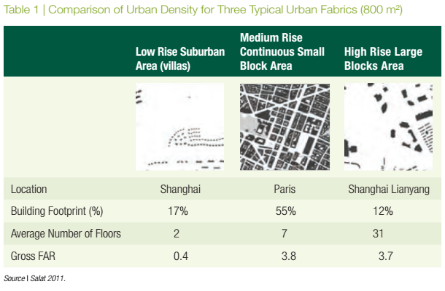 Table 1 | Comparison of Urban Density for Three Typical Urban Fabrics (800 m²)
Low Rise Suburban Area (villas)
Medium Rise Continuous Small Block Area
High Rise Large Blocks Area
Location Shanghai Paris Shanghai Lianyang
Building Footprint (%) 17% 55% 12%
Average Number of Floors 2 7 31
Gross FAR 0.4 3.8 3.7
Source | Salat 2011.